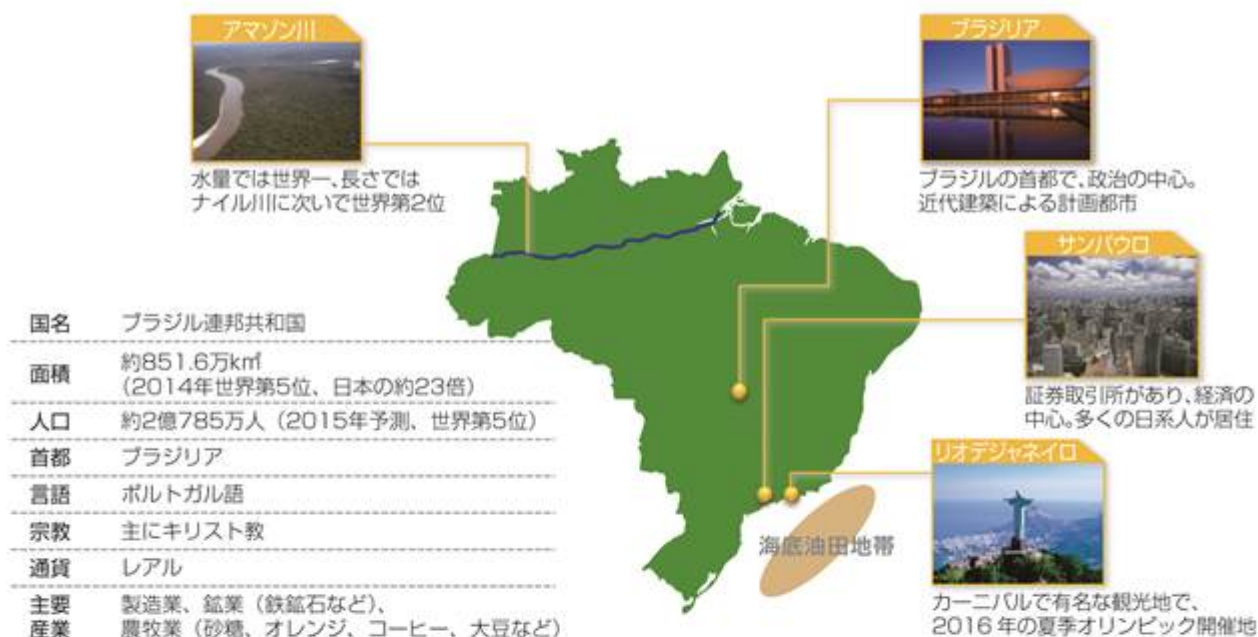 アマゾン川
水量では世界一、長さでは
ナイル川に次いで世界第2位
ブラジリア
ブラジルの首都で、政治の中心。
近代建築による計画都市
サンパウロ
証券取引所があり、経済の
中心。多くの日系人が居住
リオデジャネイロ
カーニバルで有名な観光地で、
2016年の夏季オリンピック開催地
海底油田地帯
国名 ブラジル連邦共和国
面積 約851.6万km²
(2014年世界第5位、日本の約23倍)
人口 約2億785万人(2015年予測、世界第5位)
首都 ブラジリア
言語 ポルトガル語
宗教 主にキリスト教
通貨 レアル
主要 製造業、鉱業(鉄鉱石など)、
産業 農牧業(砂糖、オレンジ、コーヒー、大豆など)